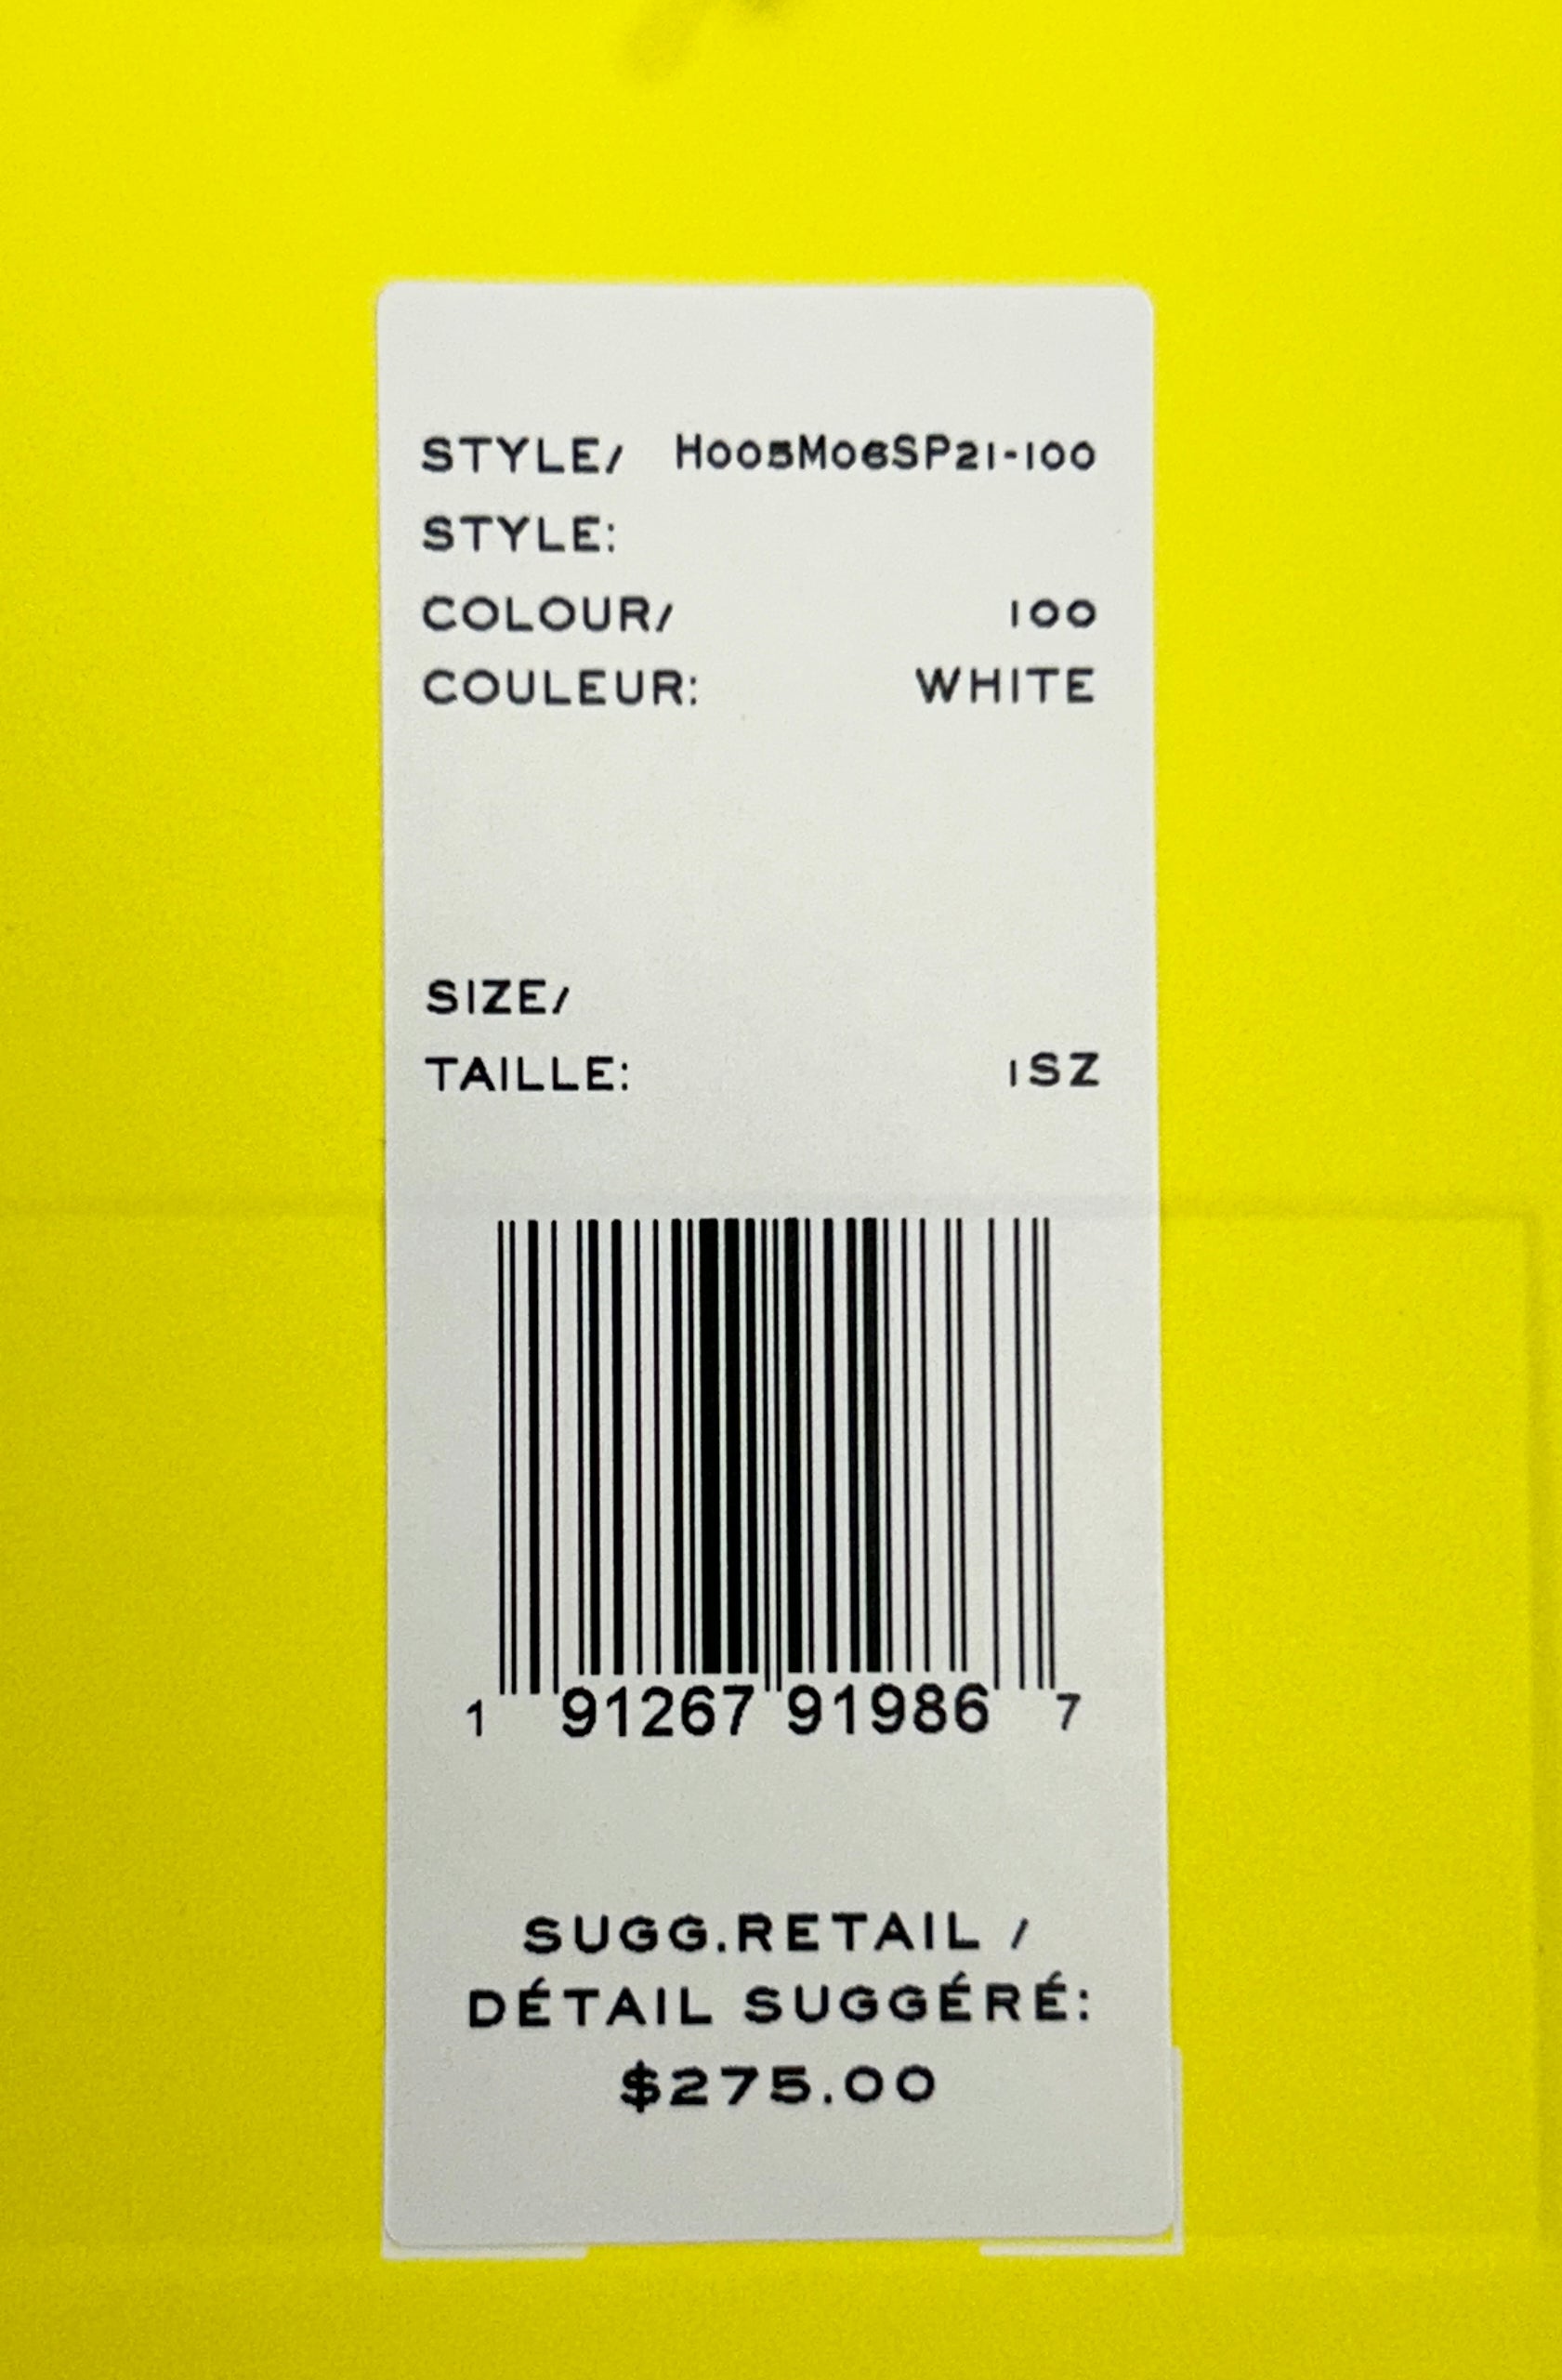 STYLE/ H005M06SP21-100
STYLE:
COLOUR/ 100
COULEUR: WHITE
SIZE/
TAILLE: 1SZ
1 91267 91986 7
SUGG.RETAIL /
DÉTAIL SUGGÉRÉ:
$275.00